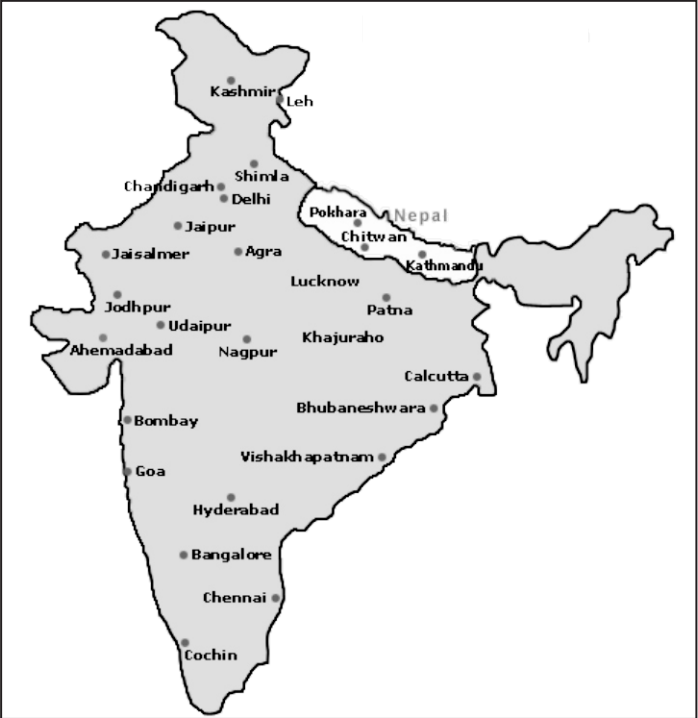 Kashmir
Leh
Shimla
Chandigarh
Delhi
Pokhara
Nepal
Jaipur
Chitwan
Jaisalmer
Agra
Kathmandu
Lucknow
Jodhpur
Patna
Udaipur
Khajuraho
Ahemadabad
Nagpur
Calcutta
Bhubaneshwara
Bombay
Vishakhapatnam
Goa
Hyderabad
Bangalore
Chennai
Cochin